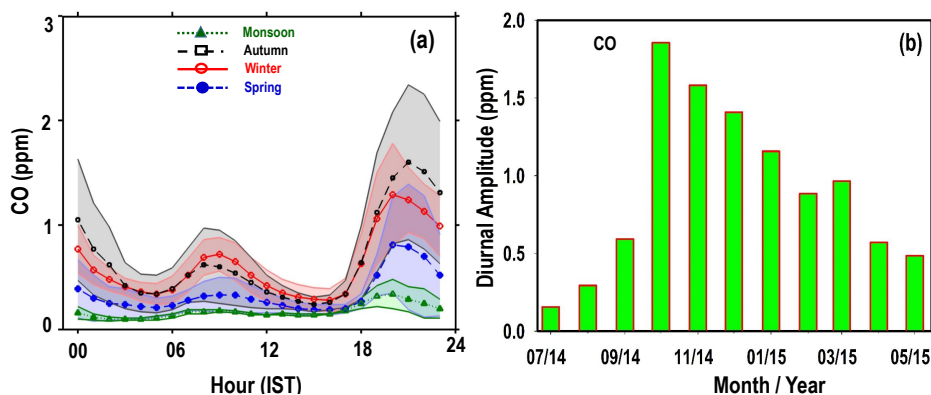 3
2
1
0
CO (ppm)
Monsoon
Autumn
Winter
Spring
(a)
00
06
12
18
24
Hour (IST)
2.0
1.5
1.0
0.5
0.0
Diurnal Amplitude (ppm)
CO
(b)
07/14
09/14
11/14
01/15
03/15
05/15
Month / Year